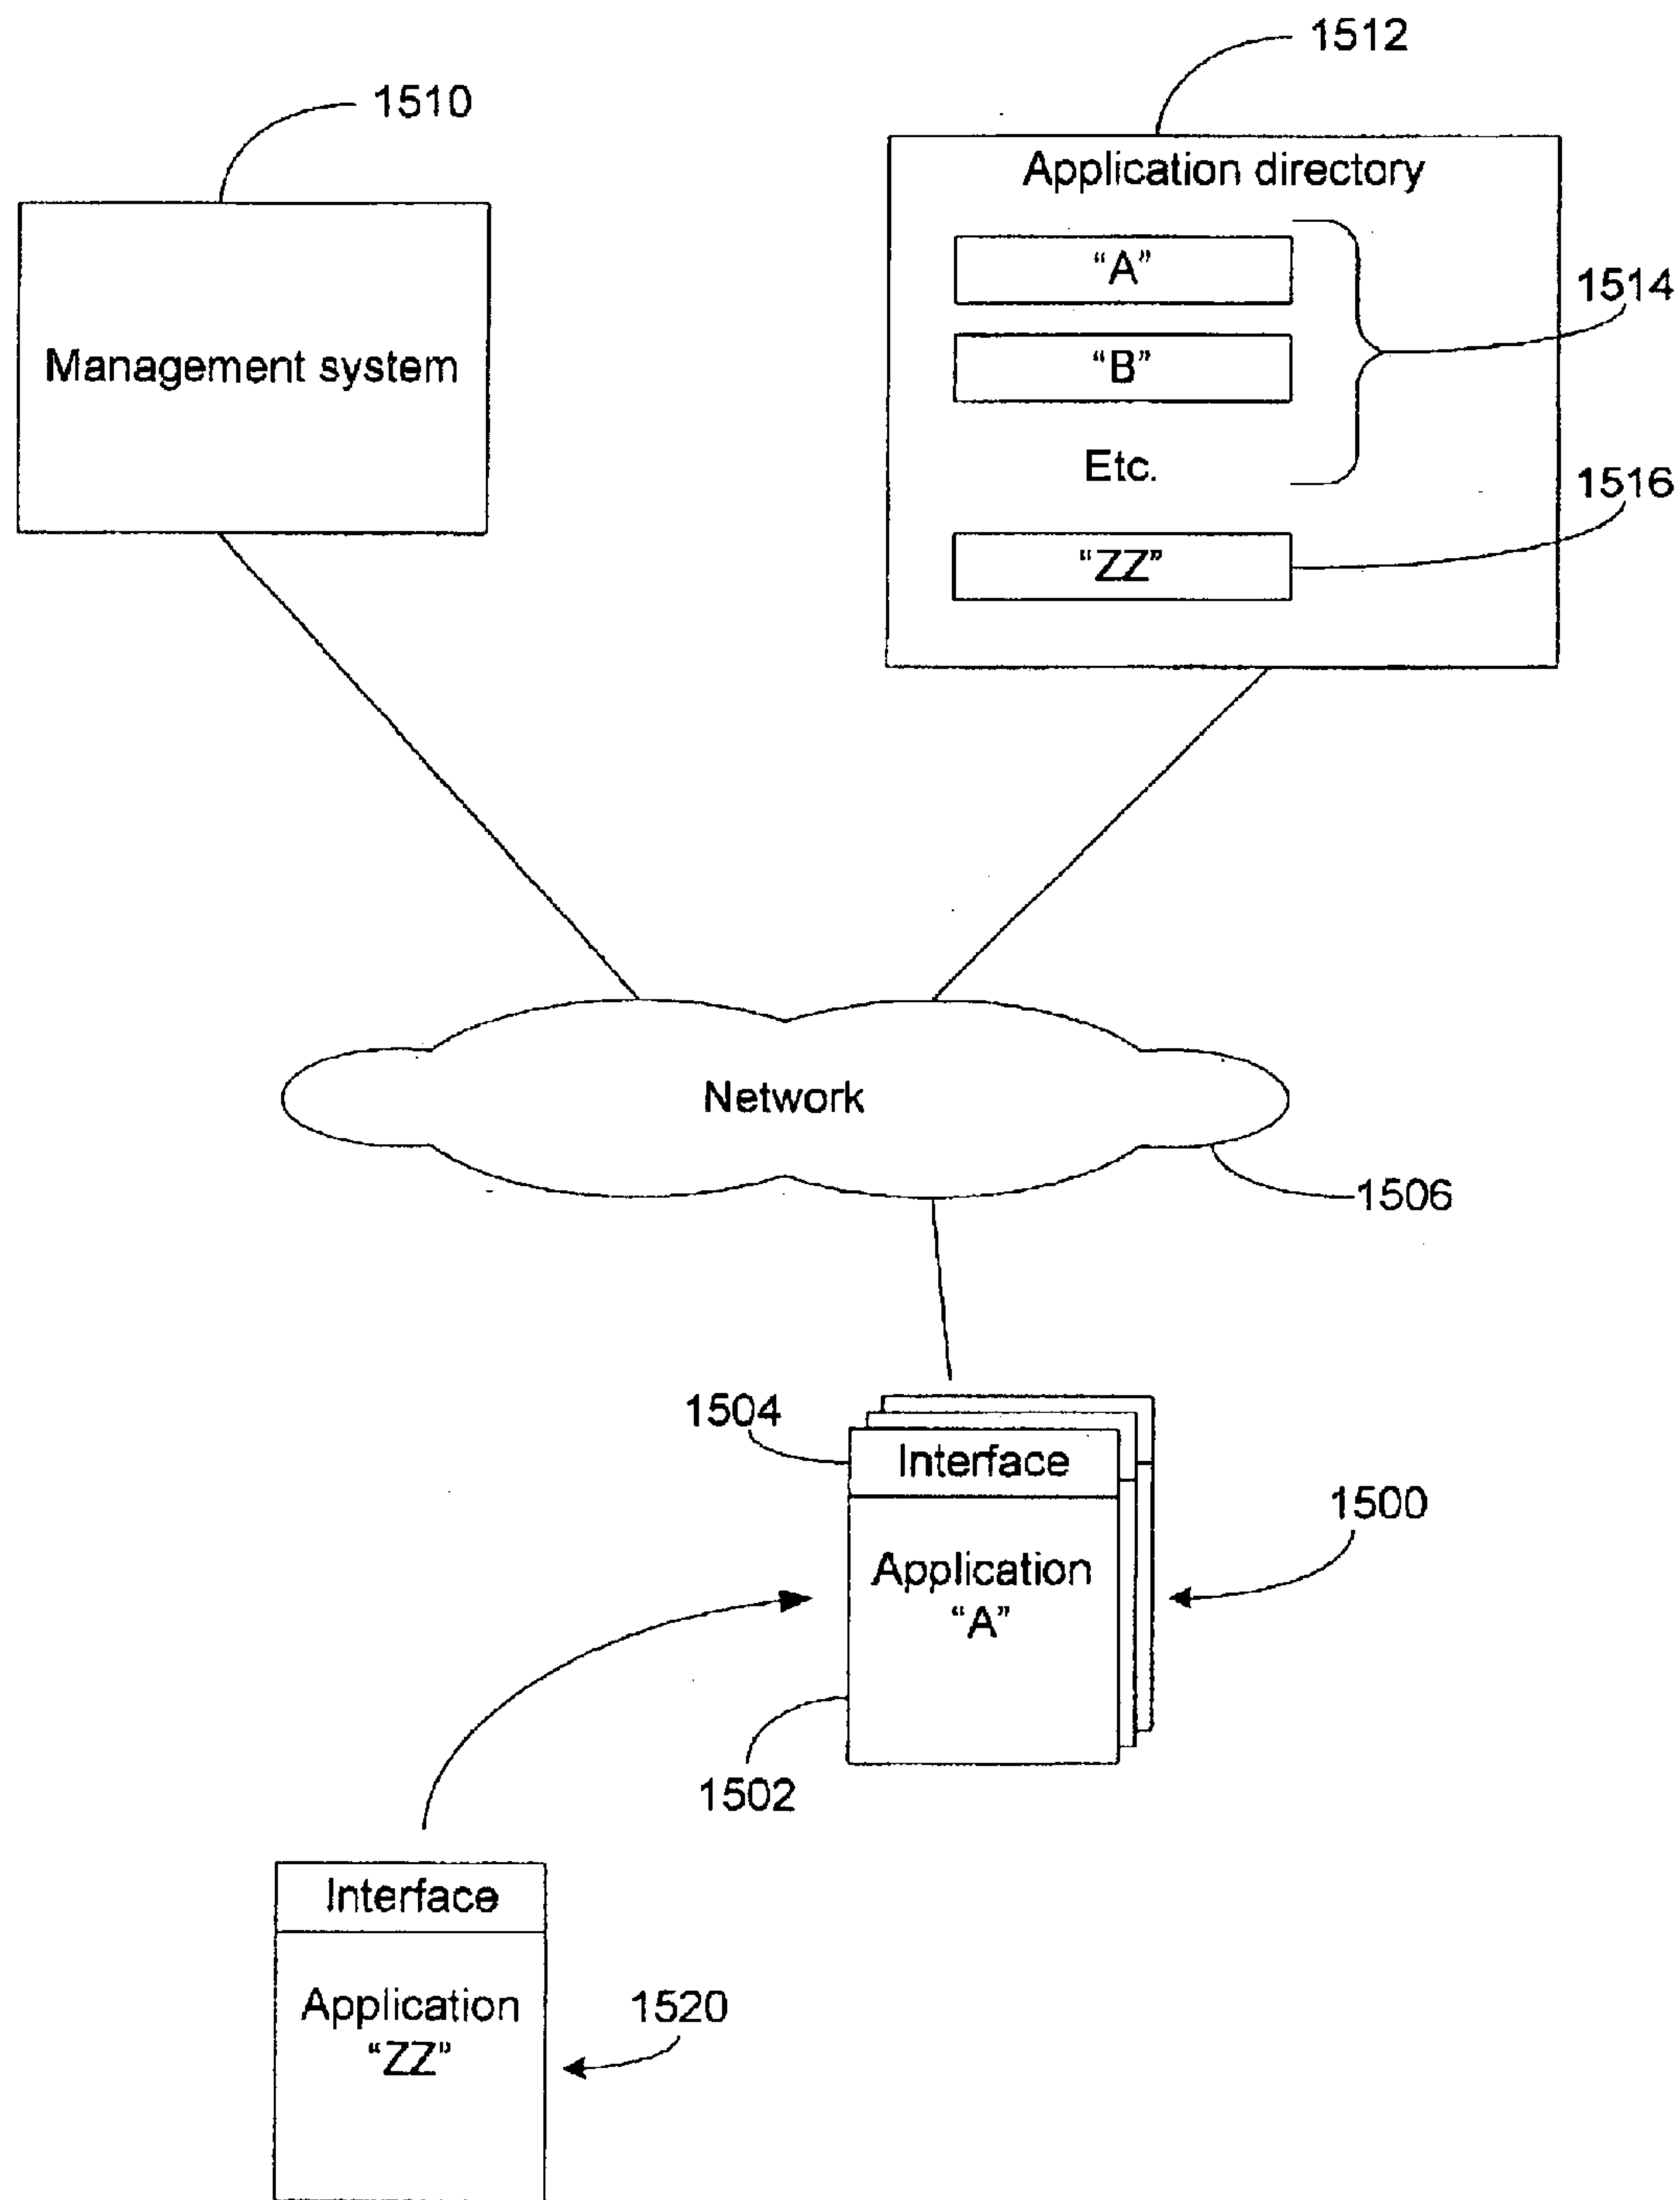 1512
1510
Application directory
"A"
1514
Management system
"B"
Etc.
1516
"ZZ"
Network
1506
1504
Interface
1500
Application
"A"
1502
Interface
Application
"ZZ"
1520